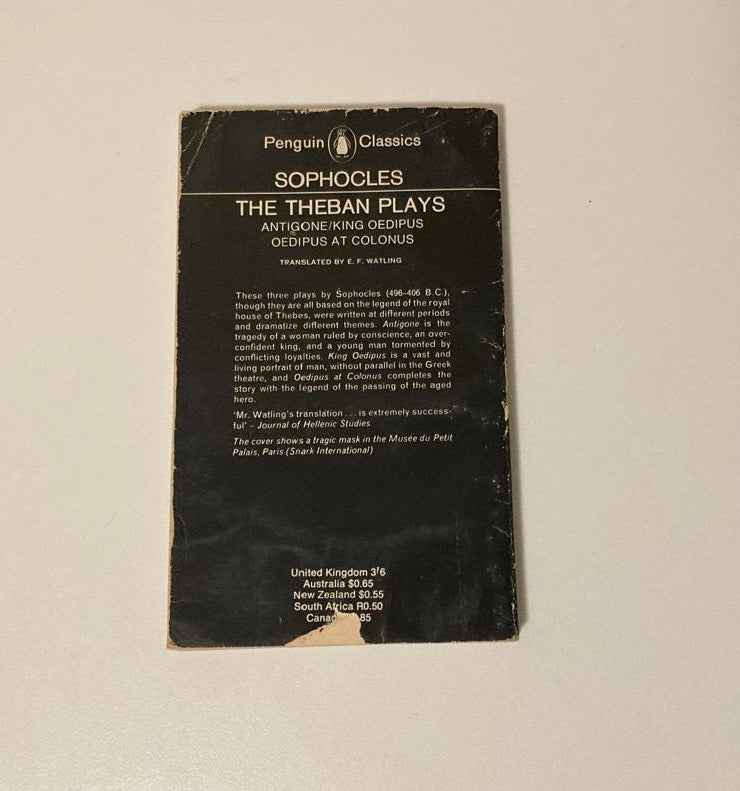 Penguin Classics
SOPHOCLES
THE THEBAN PLAYS
ANTIGONE/KING OEDIPUS
OEDIPUS AT COLONUS
TRANSLATED BY E. F. WATLING
These three plays by Sophocles (496–406 B.C.),
though they are all based on the legend of the royal
house of Thebes, were written at different periods
and dramatize different themes. Antigone is the
tragedy of a woman ruled by conscience, an over-
confident king, and a young man tormented by
conflicting loyalties. King Oedipus is a vast and
living portrait of man, without parallel in the Greek
theatre, and Oedipus at Colonus completes the
story with the legend of the passing of the aged
hero.
'Mr. Watling's translation ... is extremely success-
ful' – Journal of Hellenic Studies
The cover shows a tragic mask in the Musée du Petit
Palais, Paris (Snark International)
United Kingdom 3/6
Australia $0.65
New Zealand $0.55
South Africa R0.50
85